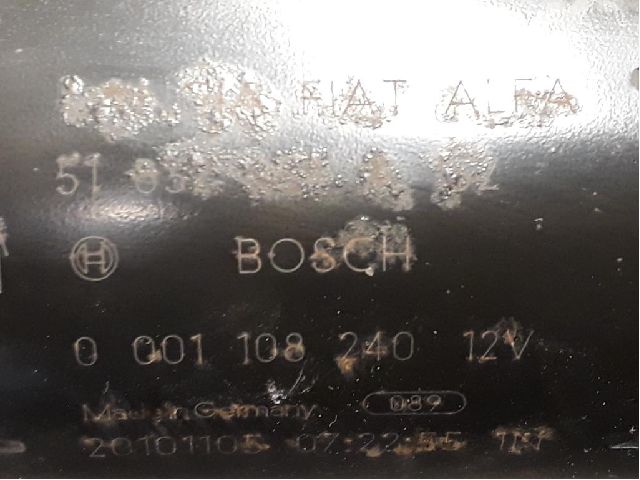 FIAT ALFA
51
BOSCH
0 001 108 240 12V
Made in Germany 089
20101105 07:22:55